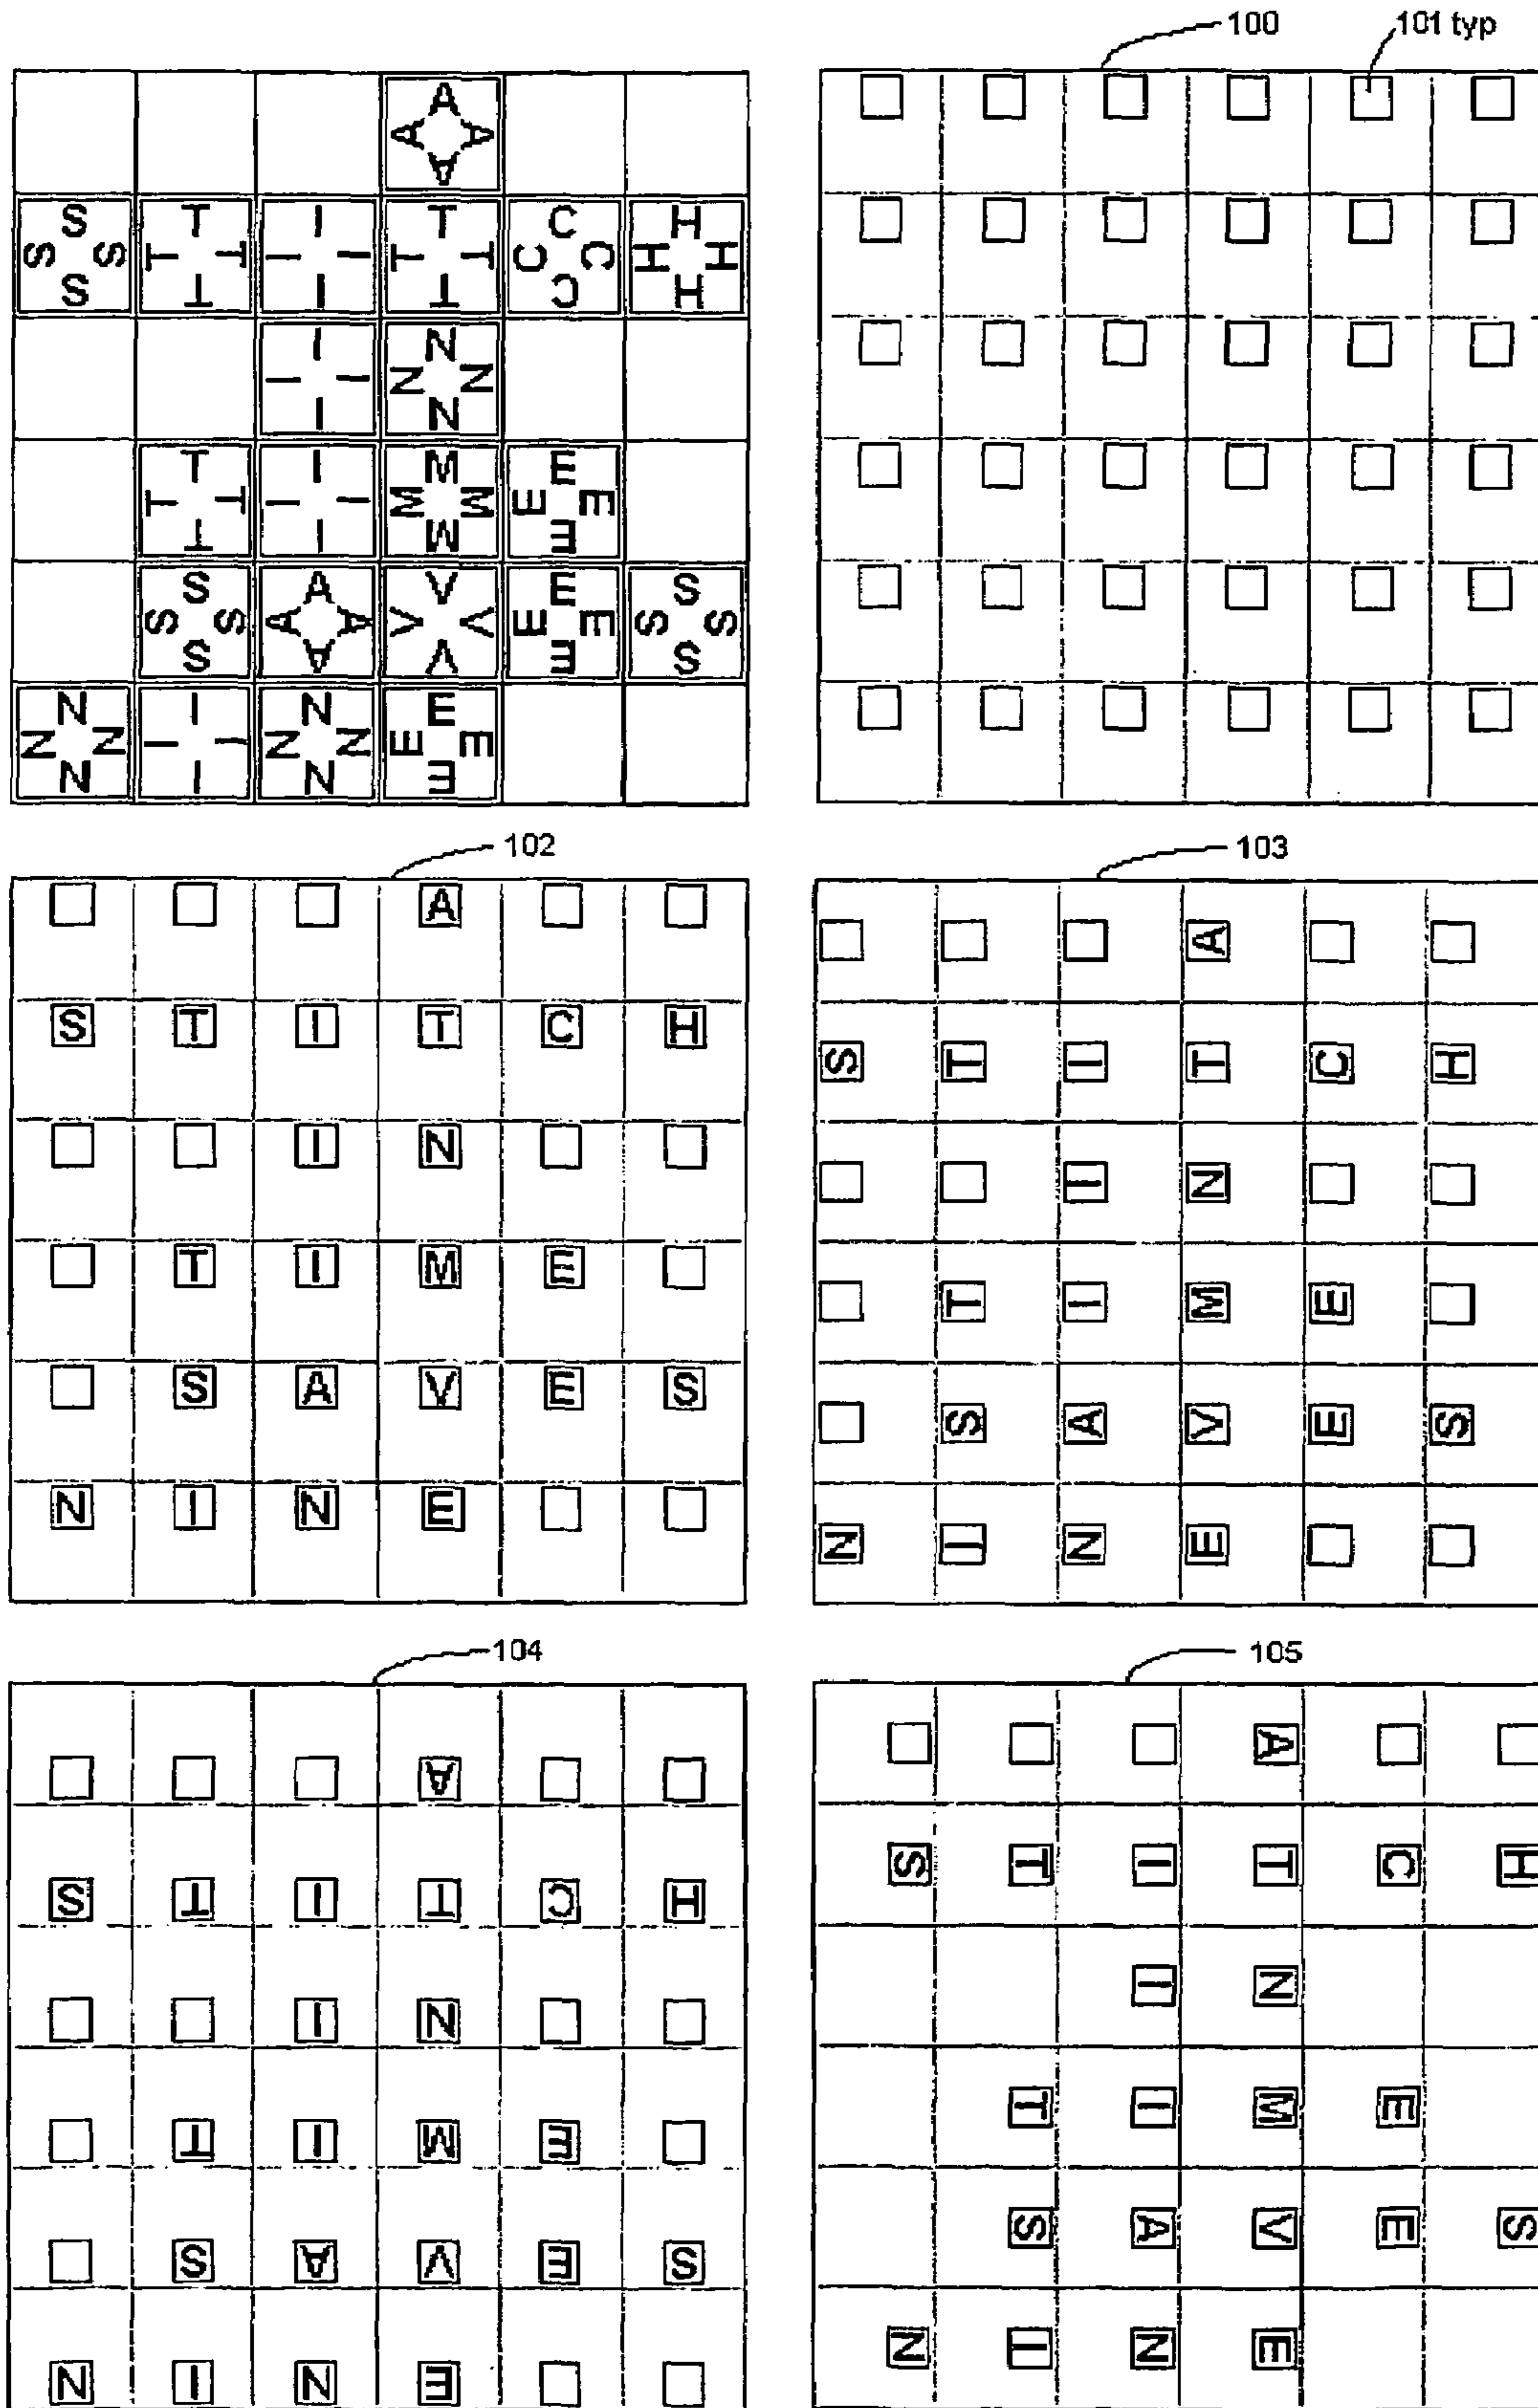 100
101 typ
A
A A
A
S T I T C H
S S T T I I T T C C H H
S T I T C H
I N
I I N N
I N
T I M E
T T I I M M E E
T I M E
S A V E S
S S A A V V E E S S
S A V E S
N I N E
N N I I N N E E
N I N E
102
A
S T I T C H
I N
T I M E
S A V E S
N I N E
103
A
S T I T C H
I N
T I M E
S A V E S
N I N E
104
A
S T I T C H
I N
T I M E
S A V E S
N I N E
105
A
S T I T C H
I N
T I M E
S A V E S
N I N E